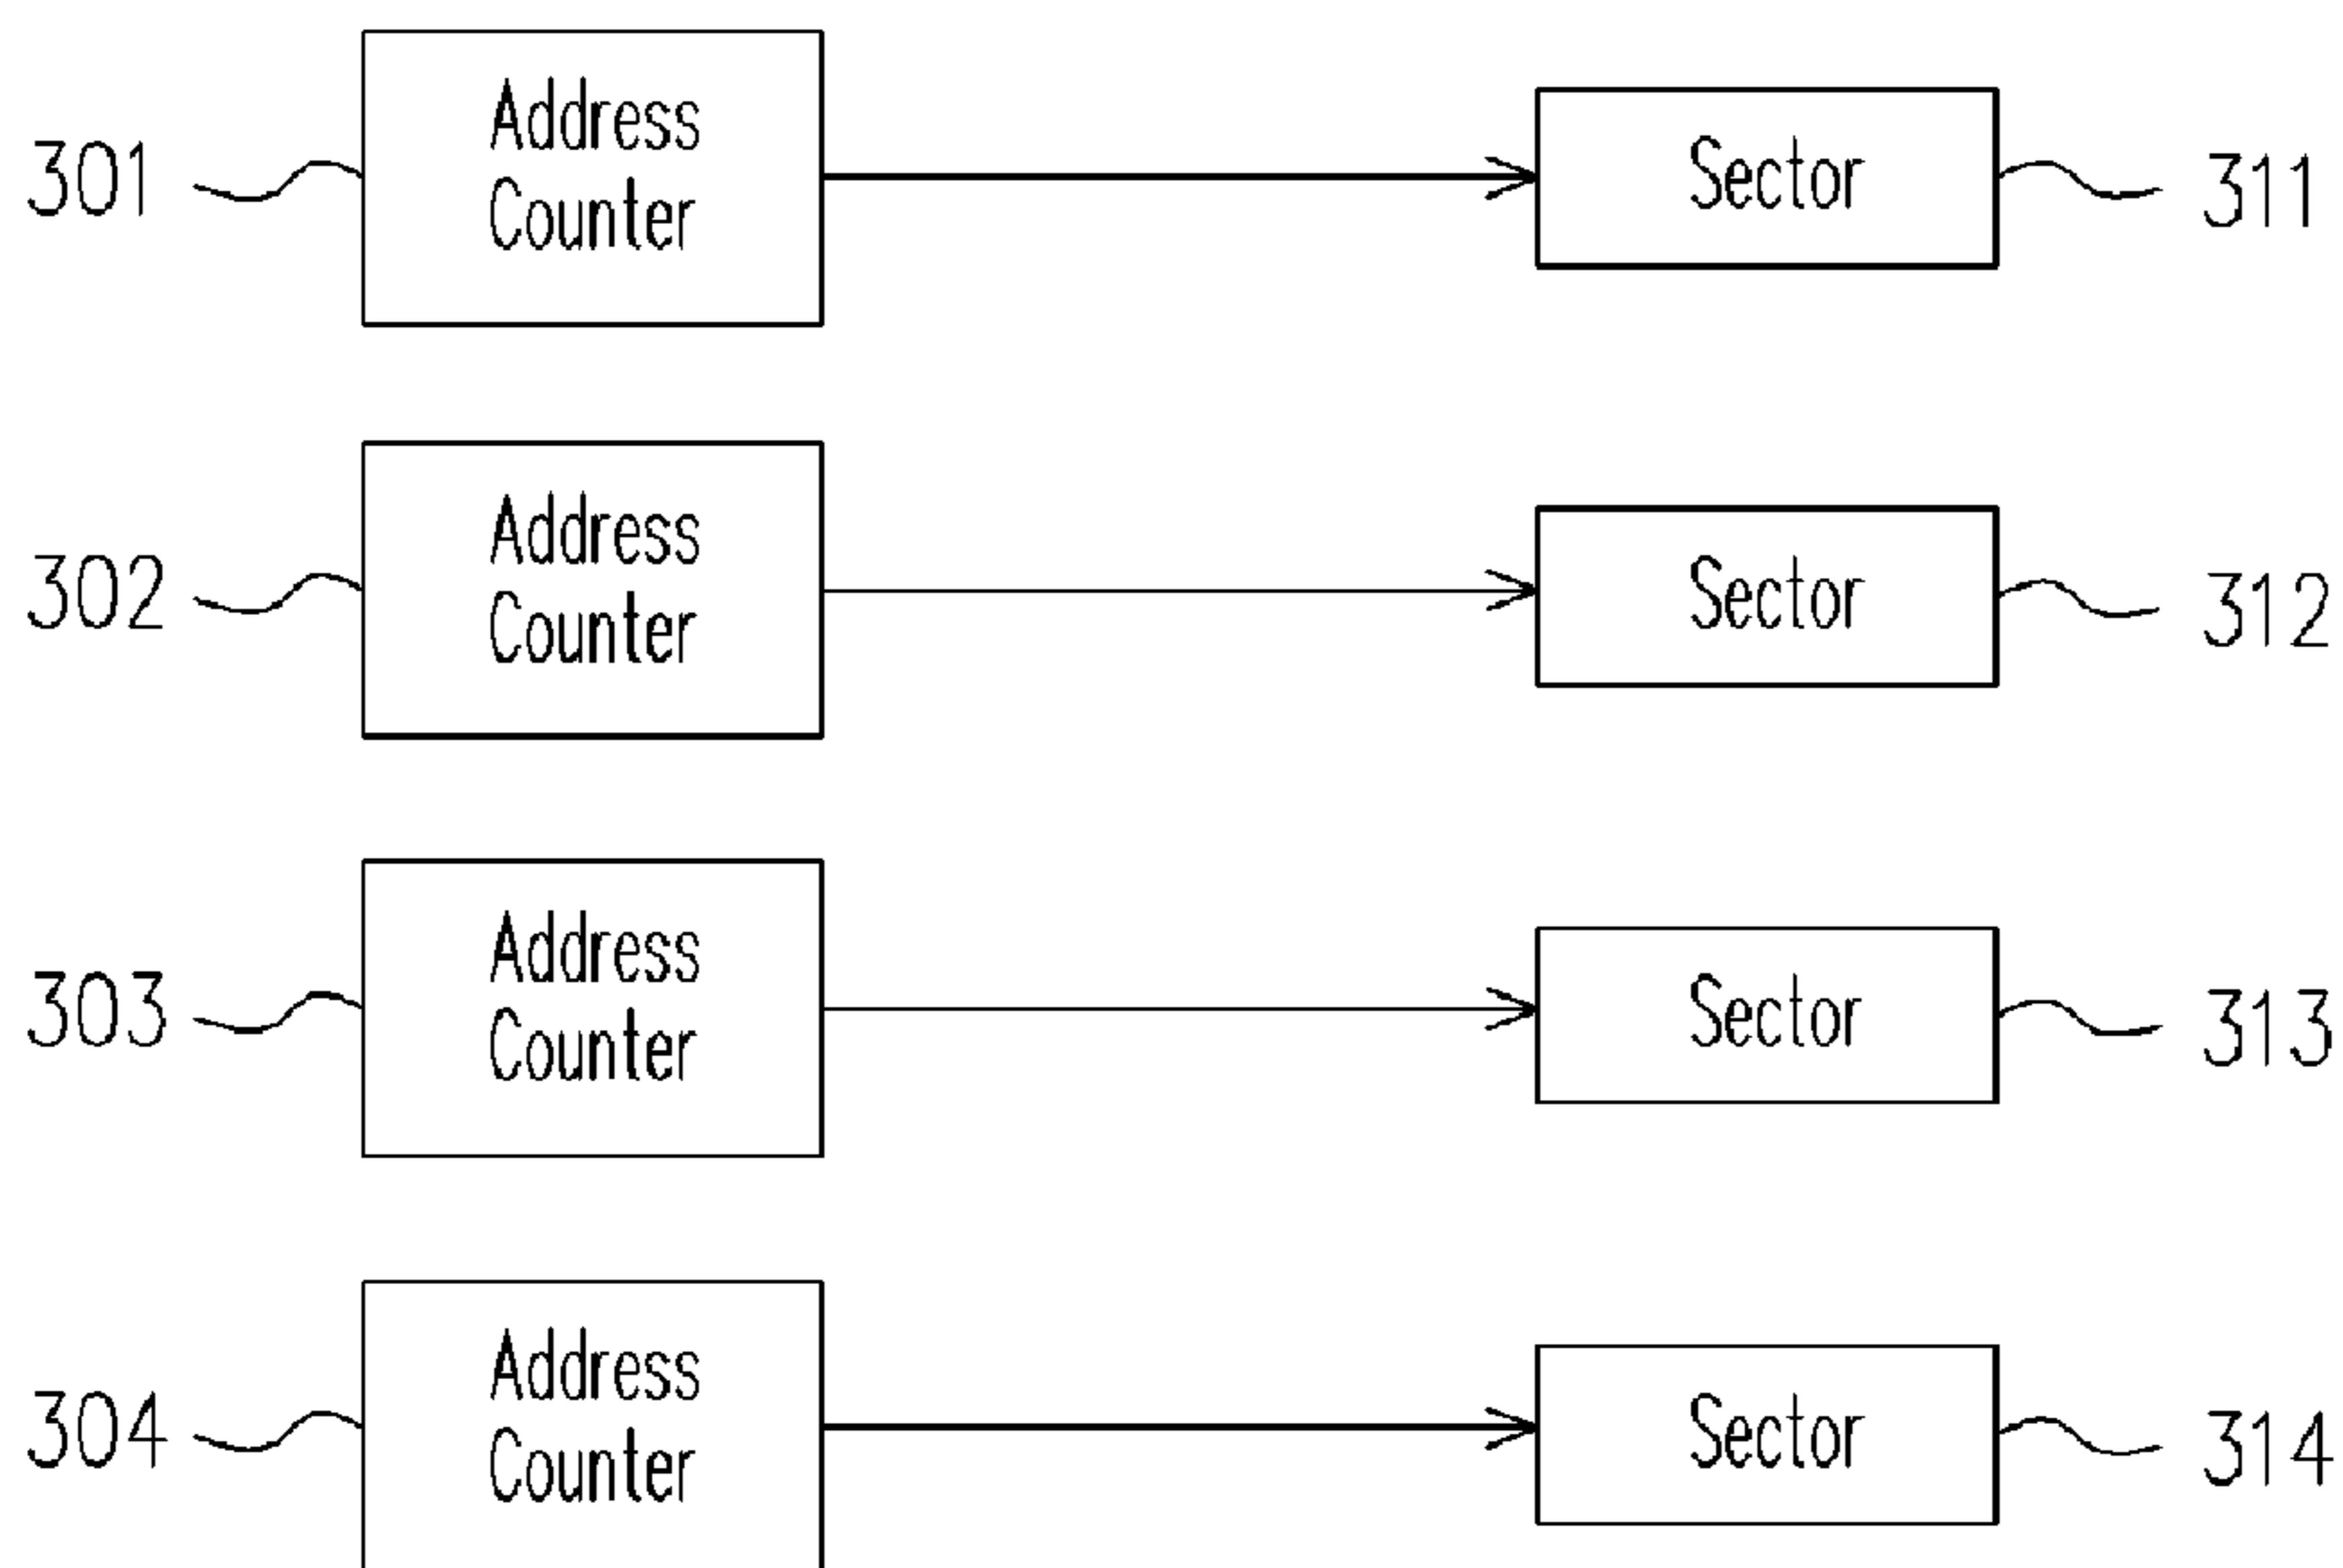 301
Address
Counter
Sector
311
302
Address
Counter
Sector
312
303
Address
Counter
Sector
313
304
Address
Counter
Sector
314